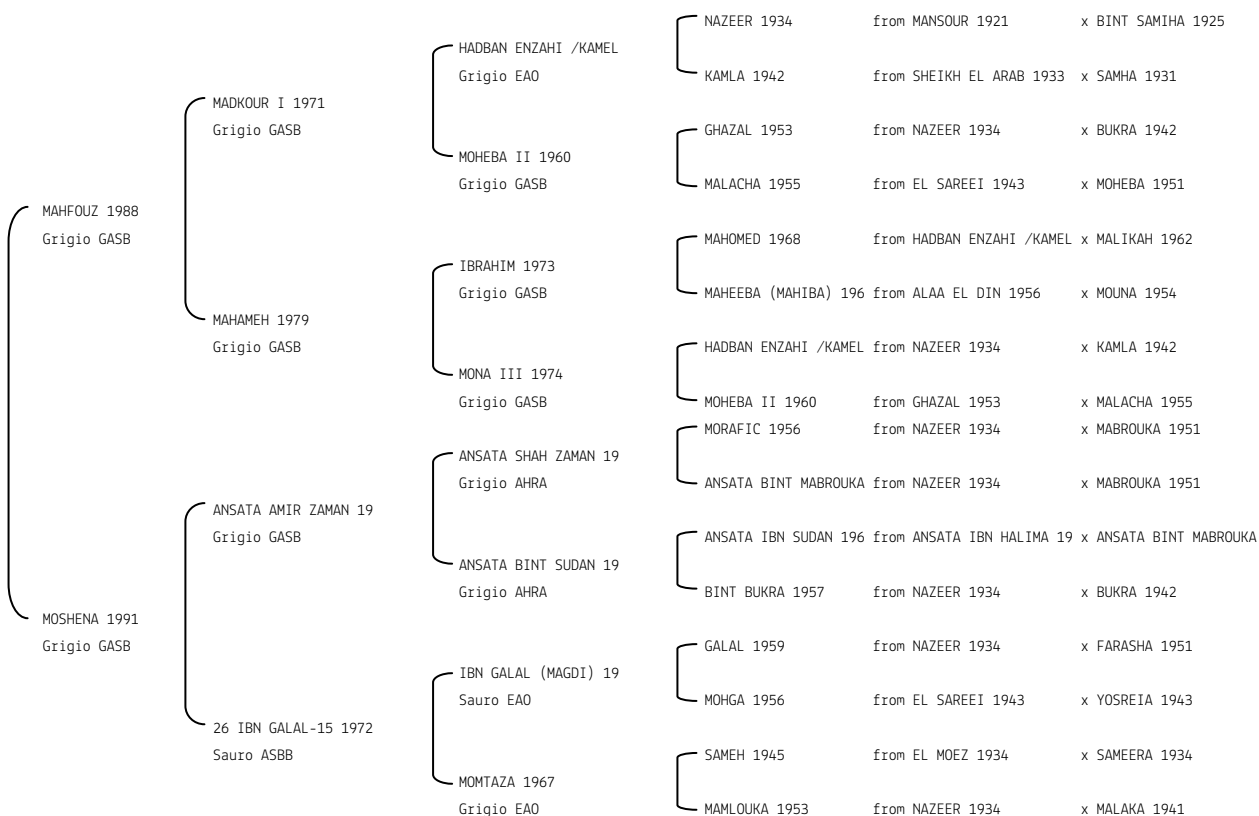 NAZEER 1934 from MANSOUR 1921 x BINT SAMIHA 1925
HADBAN ENZAHI /KAMEL
Grigio EAO
KAMLA 1942 from SHEIKH EL ARAB 1933 x SAMHA 1931
MADKOUR I 1971
Grigio GASB
GHAZAL 1953 from NAZEER 1934 x BUKRA 1942
MOHEBA II 1960
Grigio GASB
MALACHA 1955 from EL SAREEI 1943 x MOHEBA 1951
MAHFOUZ 1988
Grigio GASB
MAHOMED 1968 from HADBAN ENZAHI /KAMEL x MALIKAH 1962
IBRAHIM 1973
Grigio GASB
MAHEEBA (MAHIBA) 196 from ALAA EL DIN 1956 x MOUNA 1954
MAHAMEH 1979
Grigio GASB
HADBAN ENZAHI /KAMEL from NAZEER 1934 x KAMLA 1942
MONA III 1974
Grigio GASB
MOHEBA II 1960 from GHAZAL 1953 x MALACHA 1955
MORAFIC 1956 from NAZEER 1934 x MABROUKA 1951
ANSATA SHAH ZAMAN 19
Grigio AHRA
ANSATA BINT MABROUKA from NAZEER 1934 x MABROUKA 1951
ANSATA AMIR ZAMAN 19
Grigio GASB
ANSATA IBN SUDAN 196 from ANSATA IBN HALIMA 19 x ANSATA BINT MABROUKA
ANSATA BINT SUDAN 19
Grigio AHRA
BINT BUKRA 1957 from NAZEER 1934 x BUKRA 1942
MOSHENA 1991
Grigio GASB
GALAL 1959 from NAZEER 1934 x FARASHA 1951
IBN GALAL (MAGDI) 19
Sauro EAO
MOHGA 1956 from EL SAREEI 1943 x YOSREIA 1943
26 IBN GALAL-15 1972
Sauro ASBB
SAMEH 1945 from EL MOEZ 1934 x SAMEERA 1934
MOMTAZA 1967
Grigio EAO
MAMLOUKA 1953 from NAZEER 1934 x MALAKA 1941